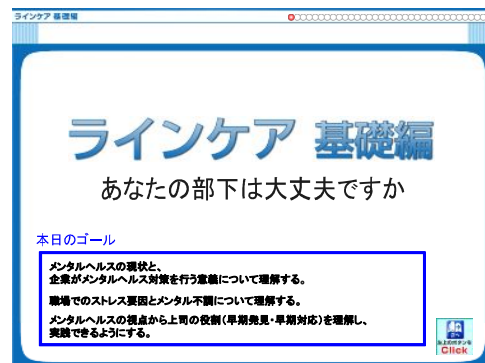 ラインケア 基礎編
ラインケア 基礎編
あなたの部下は大丈夫ですか
本日のゴール
メンタルヘルスの現状と、
企業がメンタルヘルス対策を行う意義について理解する。
職場でのストレス要因とメンタル不調について理解する。
メンタルヘルスの視点から上司の役割（早期発見・早期対応）を理解し、
実践できるようにする。
次へ
Click